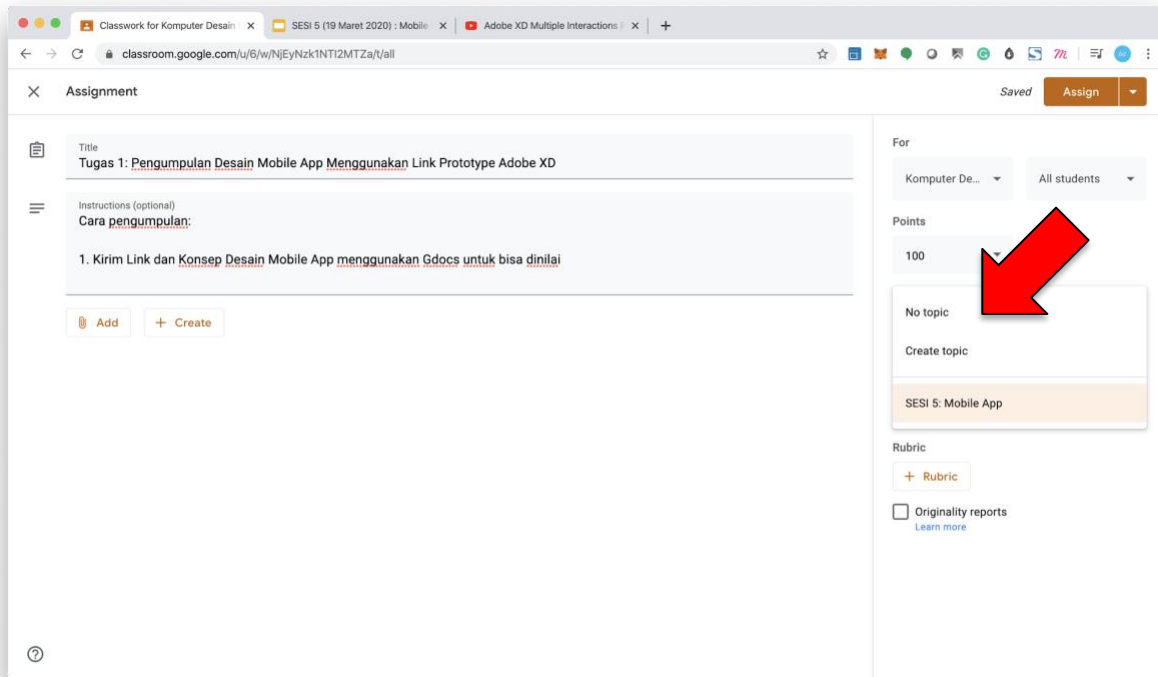 Classwork for Komputer Desain
SESI 5 (19 Maret 2020) : Mobile
Adobe XD Multiple Interactions
classroom.google.com/u/6/w/NjEyNzk1NTI2MTZa/t/all
Assignment
Saved
Assign
Title
Tugas 1: Pengumpulan Desain Mobile App Menggunakan Link Prototype Adobe XD
Instructions (optional)
Cara pengumpulan:
1. Kirim Link dan Konsep Desain Mobile App menggunakan Gdocs untuk bisa dinilai
Add
+ Create
For
Komputer De...
All students
Points
100
No topic
Create topic
SESI 5: Mobile App
Rubric
+ Rubric
Originality reports
Learn more